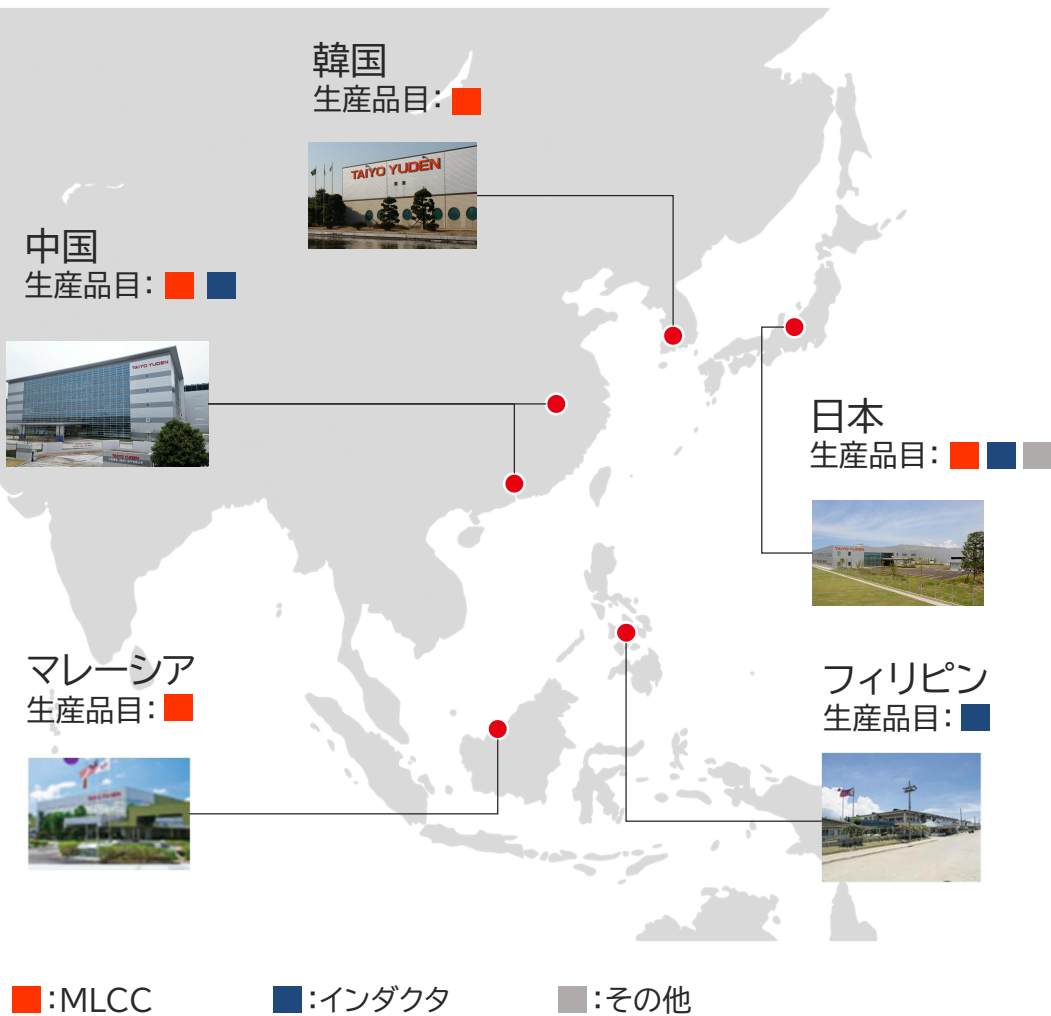 韓国
生産品目:
TAIYO YUDEN
中国
生産品目:
TAIYO YUDEN
日本
生産品目:
TAIYO YUDEN
マレーシア
生産品目:
TAIYO YUDEN
フィリピン
生産品目:
:MLCC
:インダクタ
:その他